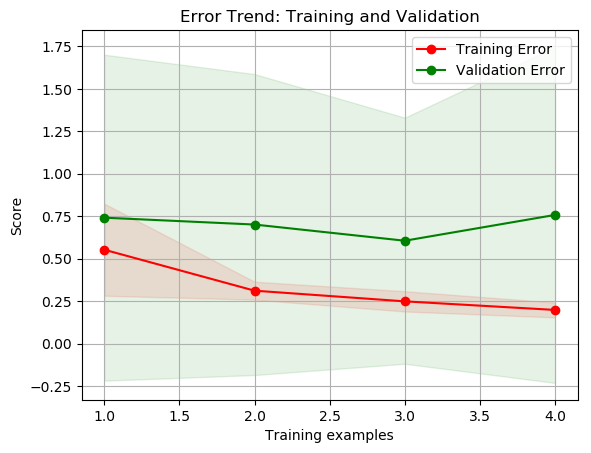 Error Trend: Training and Validation
Training Error
Validation Error
Score
1.75
1.50
1.25
1.00
0.75
0.50
0.25
0.00
−0.25
1.0 1.5 2.0 2.5 3.0 3.5 4.0
Training examples